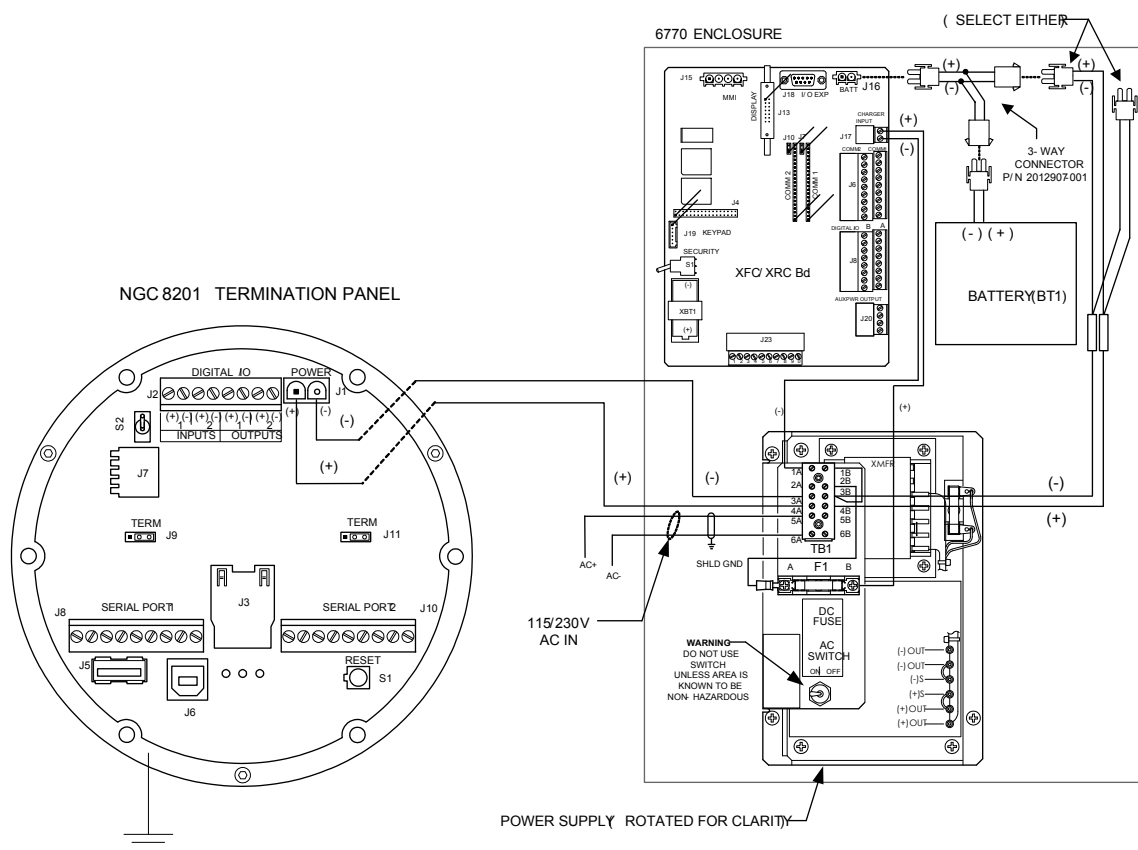 ( SELECT EITHER)
6770 ENCLOSURE
J15
MMI
DISPLAY
J18 I/O EXP
J13
BATT
J16
(+)
(-)
(+)
(-)
CHARGER
INPUT
J17
(+)
(-)
J10 J7
COMM2 COMM1
COMM 2
COMM 1
J6
3- WAY
CONNECTOR
P/N 2012907-001
J4
J19 KEYPAD
DIGITAL I/O B A
J8
SECURITY
S1
XFC/ XRC Bd
(-)
XBT1
(+)
AUXPWR OUTPUT
J20
J23
(-) (+)
BATTERY(BT1)
NGC 8201 TERMINATION PANEL
DIGITAL I/O
POWER
J2
J1
(+) (-) (+) (-) (+) (-) (+) (-)
1 2 1 2
INPUTS OUTPUTS
(+) (-)
(-)
(+)
S2
J7
TERM
J9
TERM
J11
J8
SERIAL PORT 1
J3
SERIAL PORT 2
J10
J5
J6
RESET
S1
(-)
(+)
(+)
(-)
XMFR
1A 1B
2A 2B
3A 3B
4A 4B
5A 5B
6A 6B
TB1
A F1 B
(-)
(+)
AC+
AC-
SHLD GND
115/230V
AC IN
DC
FUSE
AC
SWITCH
ON OFF
WARNING
DO NOT USE
SWITCH
UNLESS AREA IS
KNOWN TO BE
NON- HAZARDOUS
(-) OUT
(-) OUT
(-)S
(+)S
(+) OUT
(+) OUT
POWER SUPPLY ( ROTATED FOR CLARITY)